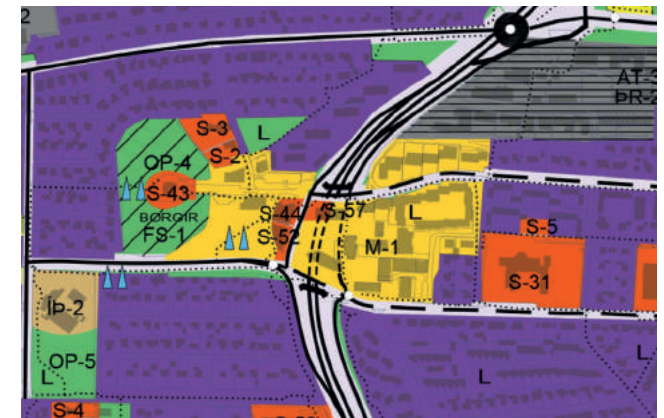 2
AT-3
ÞR-2
S-3
L
S-2
OP-4
S-43
BORGIR
FS-1
S-44
S-57
L
S-52
M-1
S-5
S-31
ÍÞ-2
OP-5
L
L
L
S-4